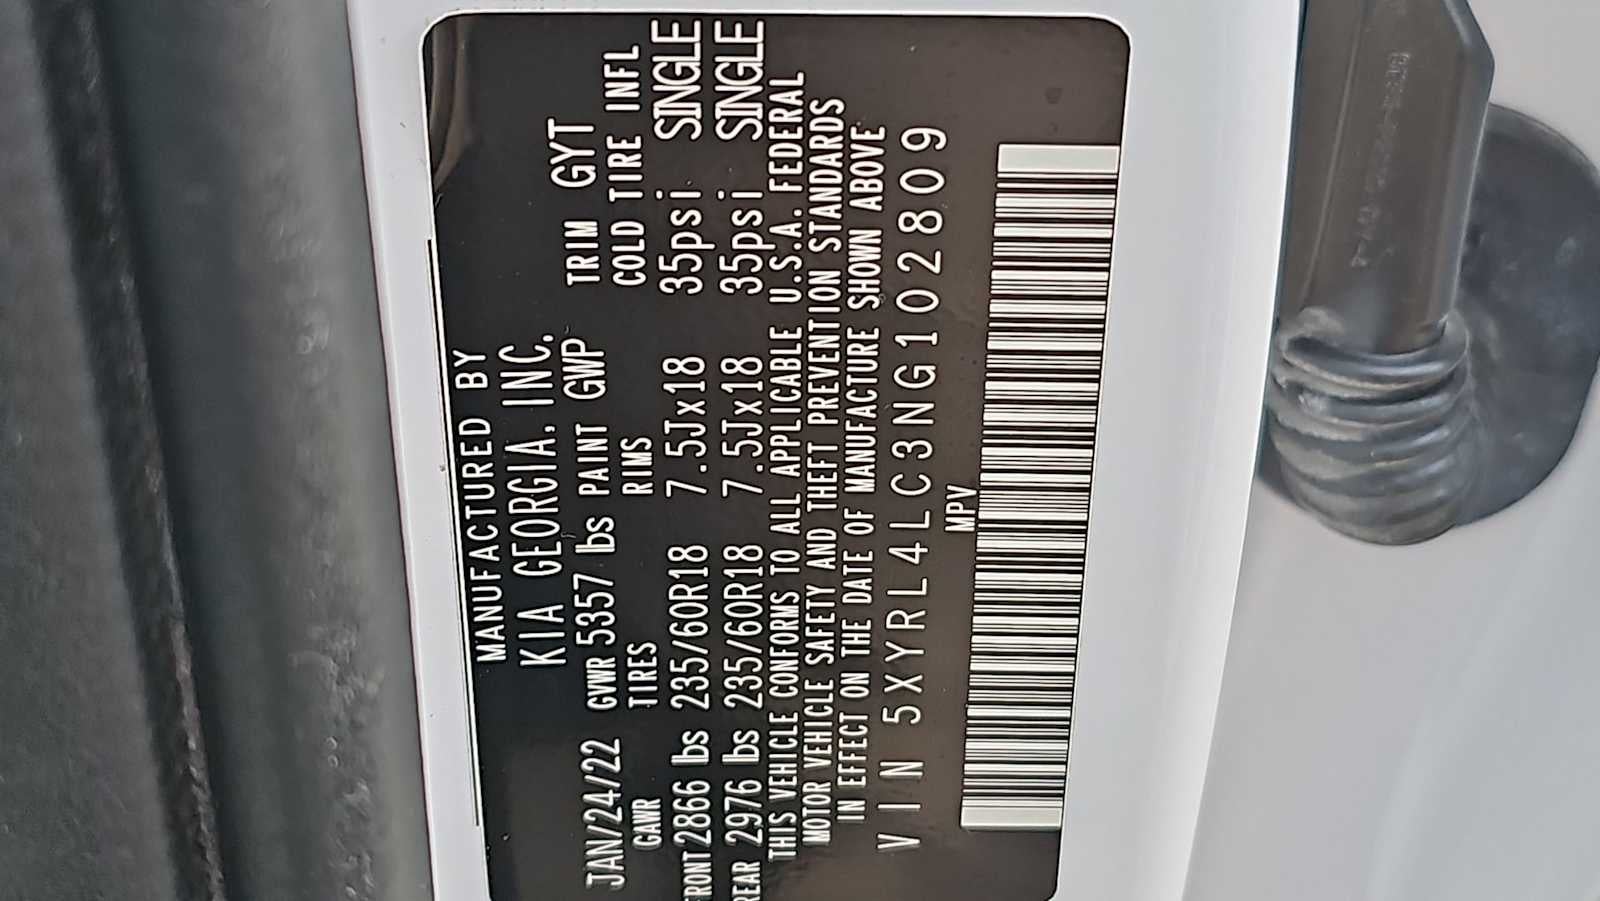 MANUFACTURED BY
KIA GEORGIA, INC.
JAN/24/22 GVWR 5357 lbs PAINT GWP TRIM GYT
GAWR TIRES RIMS COLD TIRE INFL
FRONT 2866 lbs 235/60R18 7.5Jx18 35psi SINGLE
REAR 2976 lbs 235/60R18 7.5Jx18 35psi SINGLE
THIS VEHICLE CONFORMS TO ALL APPLICABLE U.S.A. FEDERAL
MOTOR VEHICLE SAFETY AND THEFT PREVENTION STANDARDS
IN EFFECT ON THE DATE OF MANUFACTURE SHOWN ABOVE
VIN 5XYRL4LC3NG102809
MPV